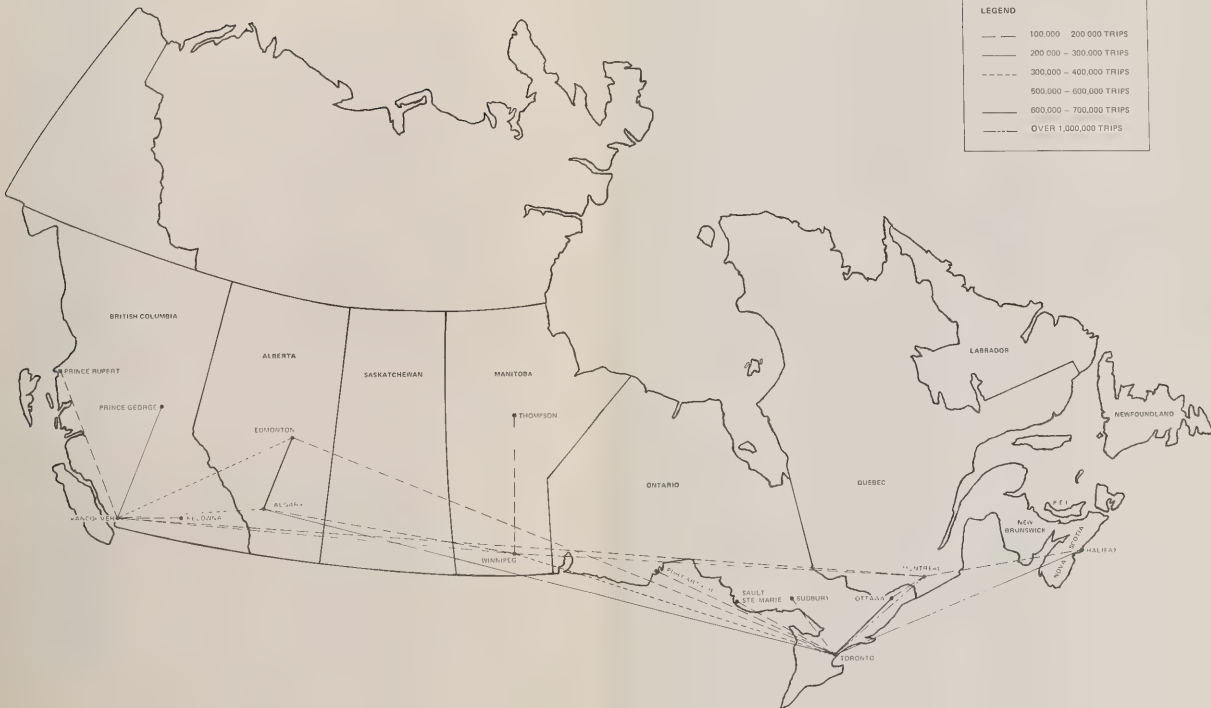 LEGEND
100,000 200 000 TRIPS
200 000 – 300,000 TRIPS
300,000 – 400,000 TRIPS
500,000 – 600,000 TRIPS
600,000 – 700,000 TRIPS
OVER 1,000,000 TRIPS
BRITISH COLUMBIA
ALBERTA
SASKATCHEWAN
MANITOBA
LABRADOR
PRINCE RUPERT
PRINCE GEORGE
THOMPSON
NEWFOUNDLAND
EDMONTON
ONTARIO
QUEBEC
P.E.I.
NEW
BRUNSWICK
NOVA SCOTIA
HALIFAX
KELOWNA
WINNIPEG
SAULT
STE MARIE
SUDBURY
OTTAWA
TORONTO